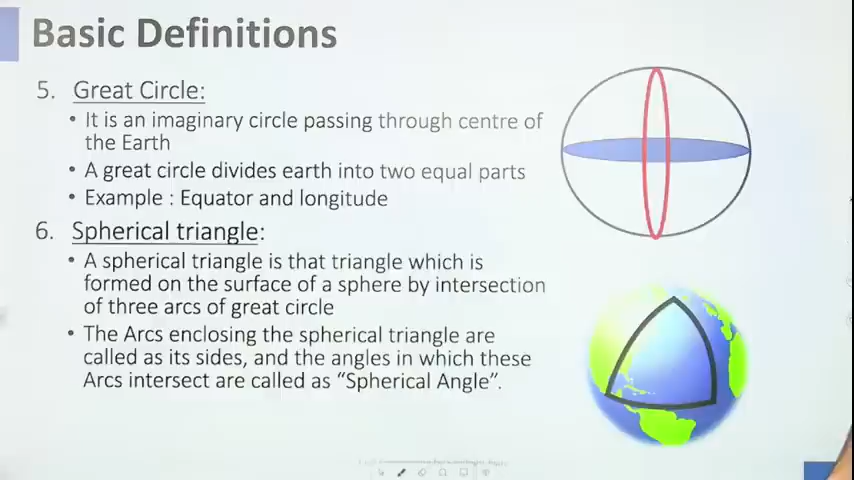 Basic Definitions
5. Great Circle:
• It is an imaginary circle passing through centre of
the Earth
• A great circle divides earth into two equal parts
• Example : Equator and longitude
6. Spherical triangle:
• A spherical triangle is that triangle which is
formed on the surface of a sphere by intersection
of three arcs of great circle
• The Arcs enclosing the spherical triangle are
called as its sides, and the angles in which these
Arcs intersect are called as “Spherical Angle”.